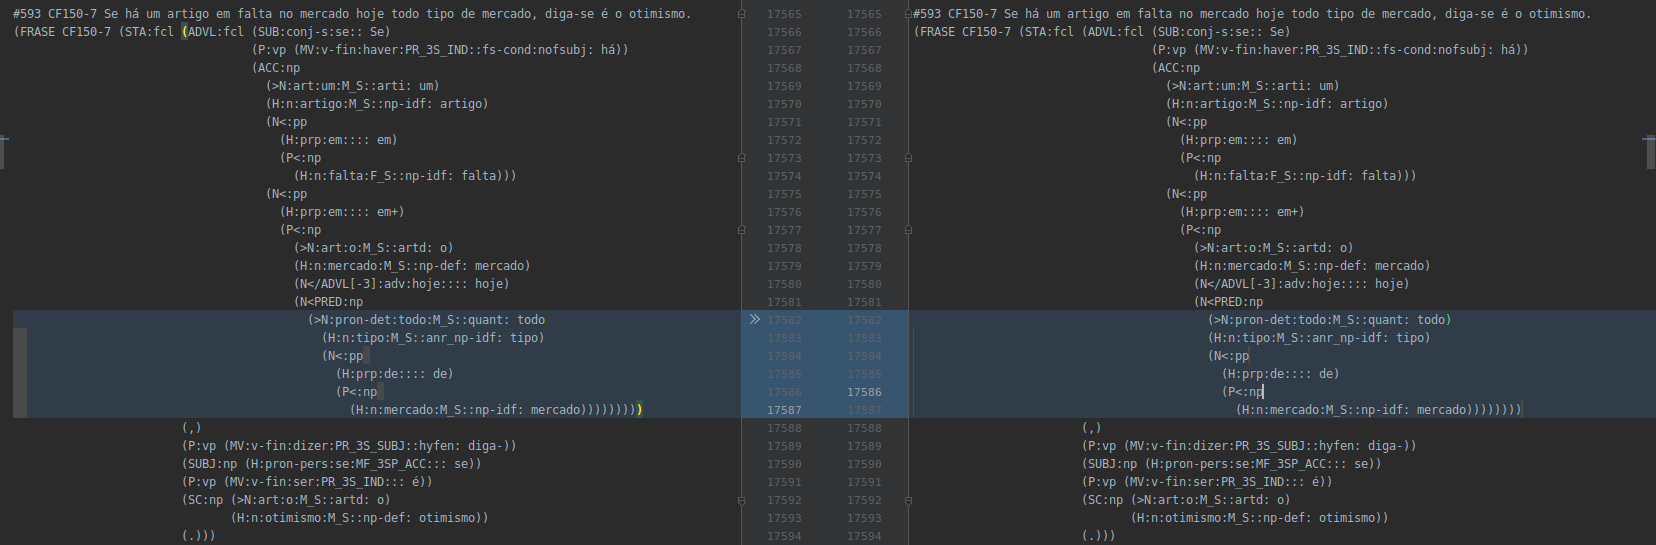 #593 CF150-7 Se há um artigo em falta no mercado hoje todo tipo de mercado, diga-se é o otimismo.
(FRASE CF150-7 (STA:fcl (ADVL:fcl (SUB:conj-s:se:: Se)
(P:vp (MV:v-fin:haver:PR_3S_IND::fs-cond:nofsubj: há))
(ACC:np
(>N:art:um:M_S::arti: um)
(H:n:artigo:M_S::np-idf: artigo)
(N<:pp
(H:prp:em:::: em)
(P<:np
(H:n:falta:F_S::np-idf: falta)))
(N<:pp
(H:prp:em:::: em+)
(P<:np
(>N:art:o:M_S::artd: o)
(H:n:mercado:M_S::np-def: mercado)
(N</ADVL[-3]:adv:hoje:::: hoje)
(N<PRED:np
(>N:pron-det:todo:M_S::quant: todo
(H:n:tipo:M_S::anr_np-idf: tipo)
(N<:pp
(H:prp:de:::: de)
(P<:np
(H:n:mercado:M_S::np-idf: mercado)))))))))
(,)
(P:vp (MV:v-fin:dizer:PR_3S_SUBJ::hyfen: diga-))
(SUBJ:np (H:pron-pers:se:MF_3SP_ACC::: se))
(P:vp (MV:v-fin:ser:PR_3S_IND::: é))
(SC:np (>N:art:o:M_S::artd: o)
(H:n:otimismo:M_S::np-def: otimismo))
(.)))
17565 17565
17566 17566
17567 17567
17568 17568
17569 17569
17570 17570
17571 17571
17572 17572
17573 17573
17574 17574
17575 17575
17576 17576
17577 17577
17578 17578
17579 17579
17580 17580
17581 17581
17582 17582
17583 17583
17584 17584
17585 17585
17586 17586
17587 17587
17588 17588
17589 17589
17590 17590
17591 17591
17592 17592
17593 17593
17594 17594
#593 CF150-7 Se há um artigo em falta no mercado hoje todo tipo de mercado, diga-se é o otimismo.
(FRASE CF150-7 (STA:fcl (ADVL:fcl (SUB:conj-s:se:: Se)
(P:vp (MV:v-fin:haver:PR_3S_IND::fs-cond:nofsubj: há))
(ACC:np
(>N:art:um:M_S::arti: um)
(H:n:artigo:M_S::np-idf: artigo)
(N<:pp
(H:prp:em:::: em)
(P<:np
(H:n:falta:F_S::np-idf: falta)))
(N<:pp
(H:prp:em:::: em+)
(P<:np
(>N:art:o:M_S::artd: o)
(H:n:mercado:M_S::np-def: mercado)
(N</ADVL[-3]:adv:hoje:::: hoje)
(N<PRED:np
(>N:pron-det:todo:M_S::quant: todo)
(H:n:tipo:M_S::anr_np-idf: tipo)
(N<:pp
(H:prp:de:::: de)
(P<:np
(H:n:mercado:M_S::np-idf: mercado))))))))
(,)
(P:vp (MV:v-fin:dizer:PR_3S_SUBJ::hyfen: diga-))
(SUBJ:np (H:pron-pers:se:MF_3SP_ACC::: se))
(P:vp (MV:v-fin:ser:PR_3S_IND::: é))
(SC:np (>N:art:o:M_S::artd: o)
(H:n:otimismo:M_S::np-def: otimismo))
(.)))